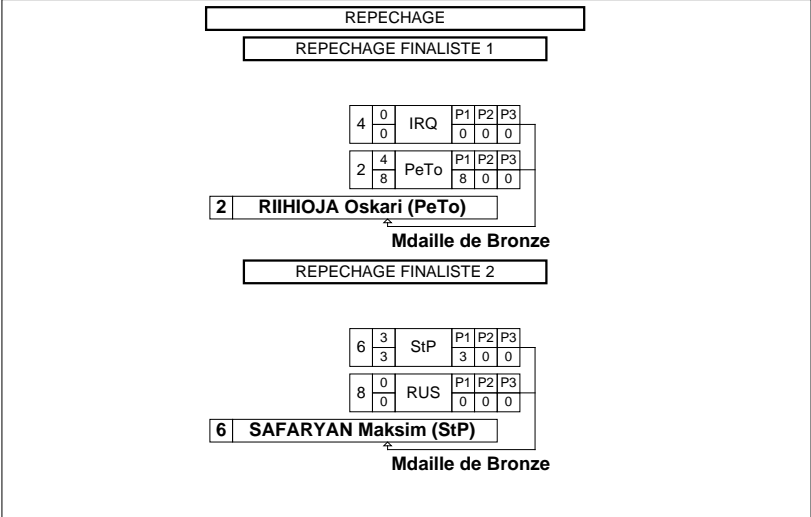 REPECHAGE
REPECHAGE FINALISTE 1
4 0 IRQ P1 P2 P3
0 0 0 0
2 4 PeTo P1 P2 P3
8 8 0 0
2 RIIHIOJA Oskari (PeTo)
Mdaille de Bronze
REPECHAGE FINALISTE 2
6 3 StP P1 P2 P3
3 3 0 0
8 0 RUS P1 P2 P3
0 0 0 0
6 SAFARYAN Maksim (StP)
Mdaille de Bronze